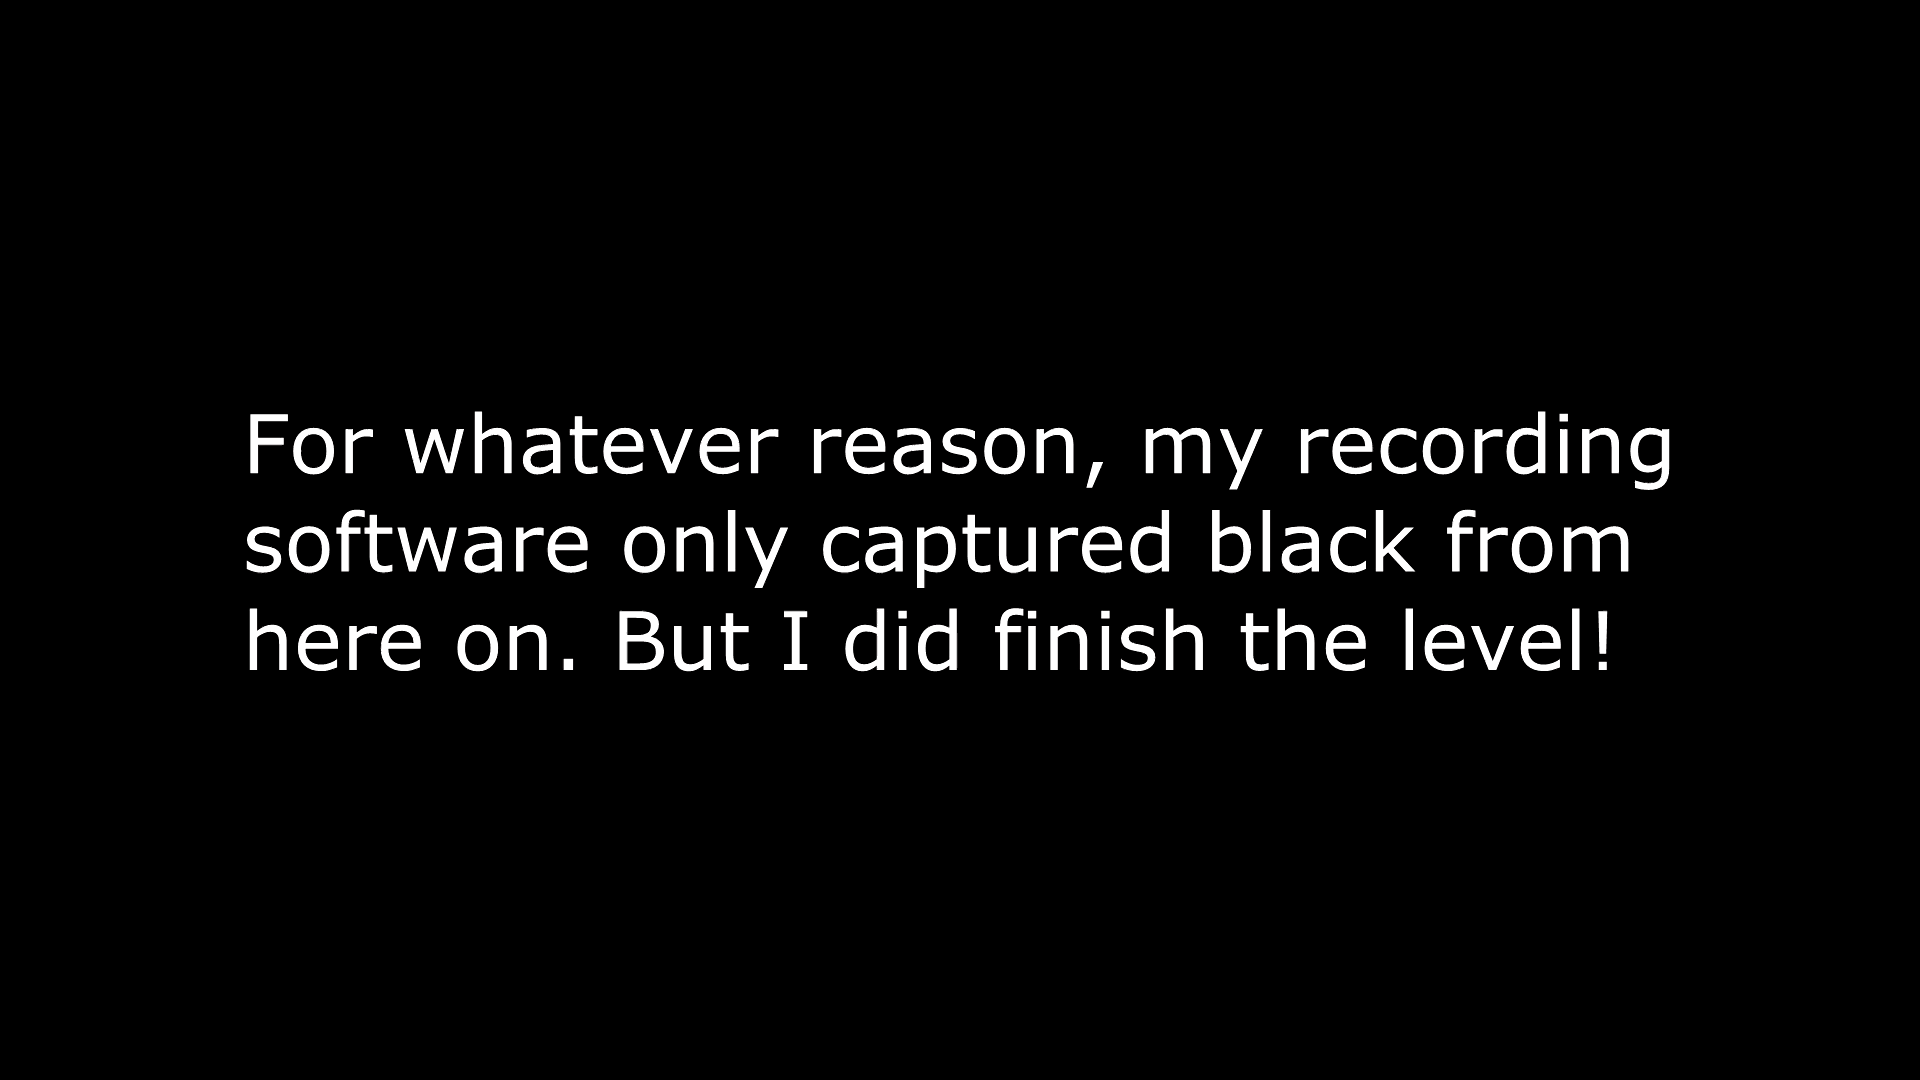 For whatever reason, my recording
software only captured black from
here on. But I did finish the level!